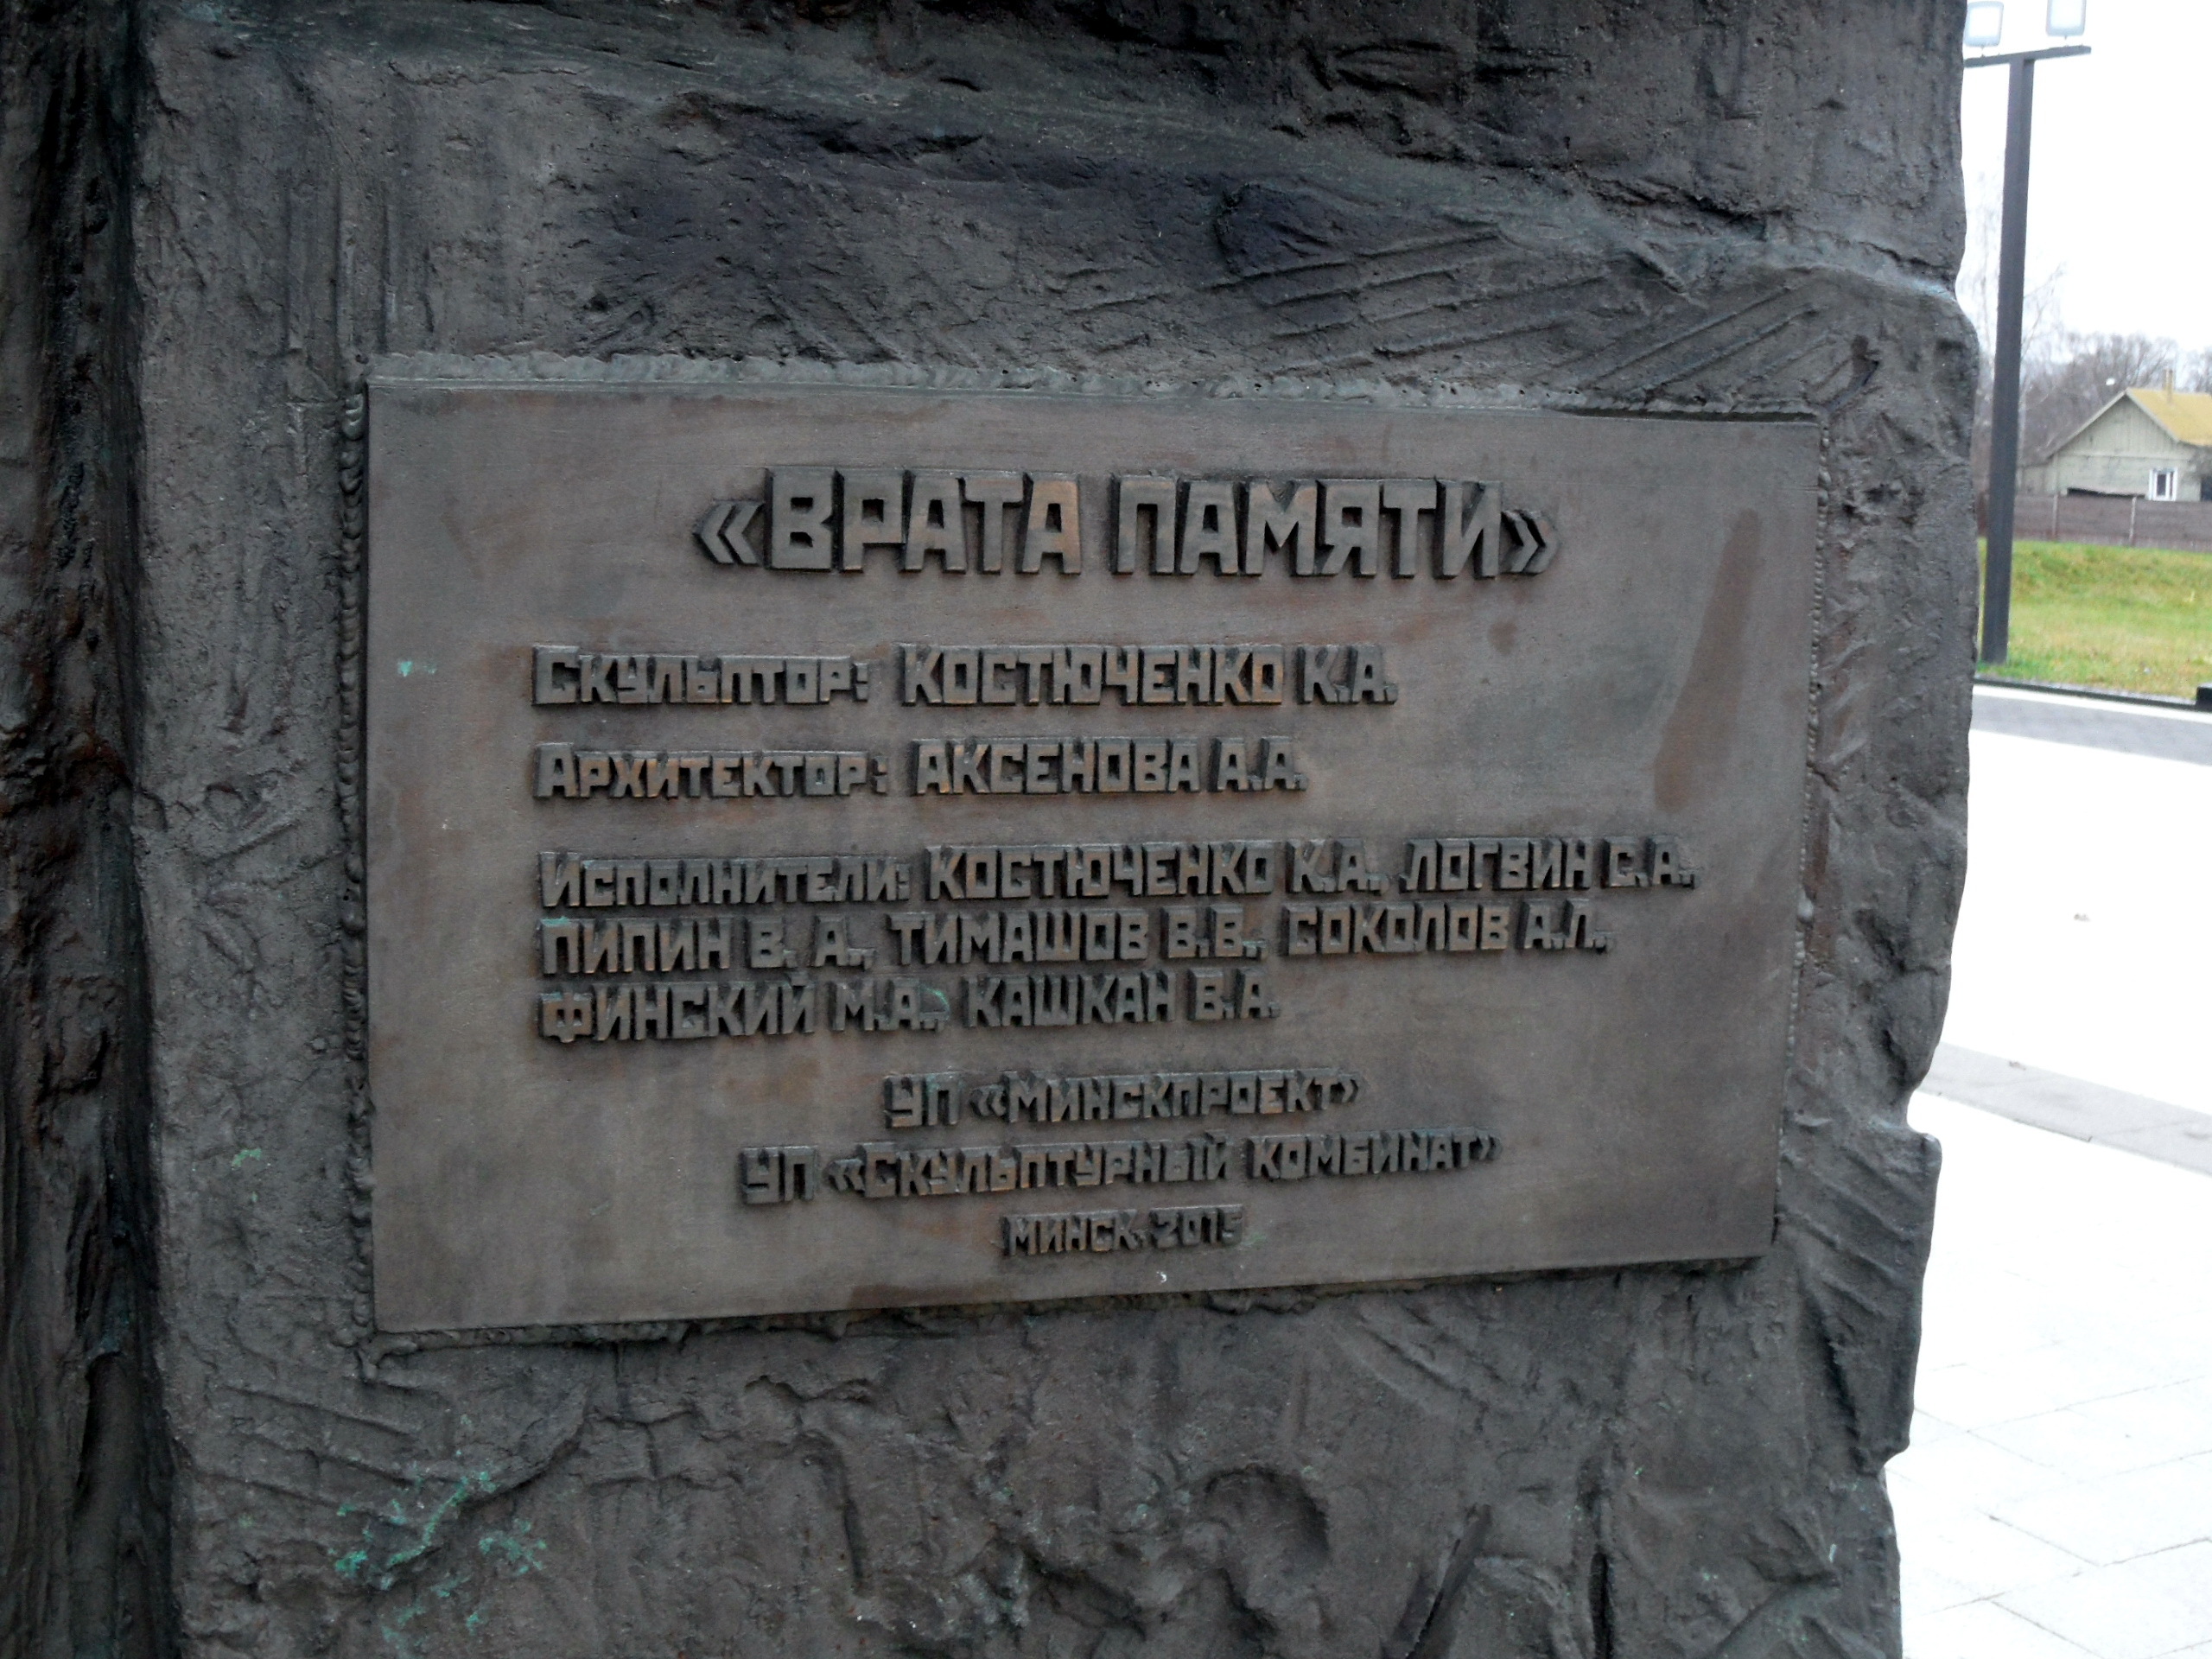 «ВРАТА ПАМЯТИ»
Скульптор: КОСТЮЧЕНКО К.А.
Архитектор: АКСЕНОВА А.А.
Исполнители: КОСТЮЧЕНКО К.А., ЛОГВИН С.А.,
ПИПИН В. А., ТИМАШОВ В.В., СОКОЛОВ А.Л.,
ФИНСКИЙ М.А., КАШКАН В.А.
УП «Минскпроект»
УП «Скульптурный комбинат»
МИНСК, 2015